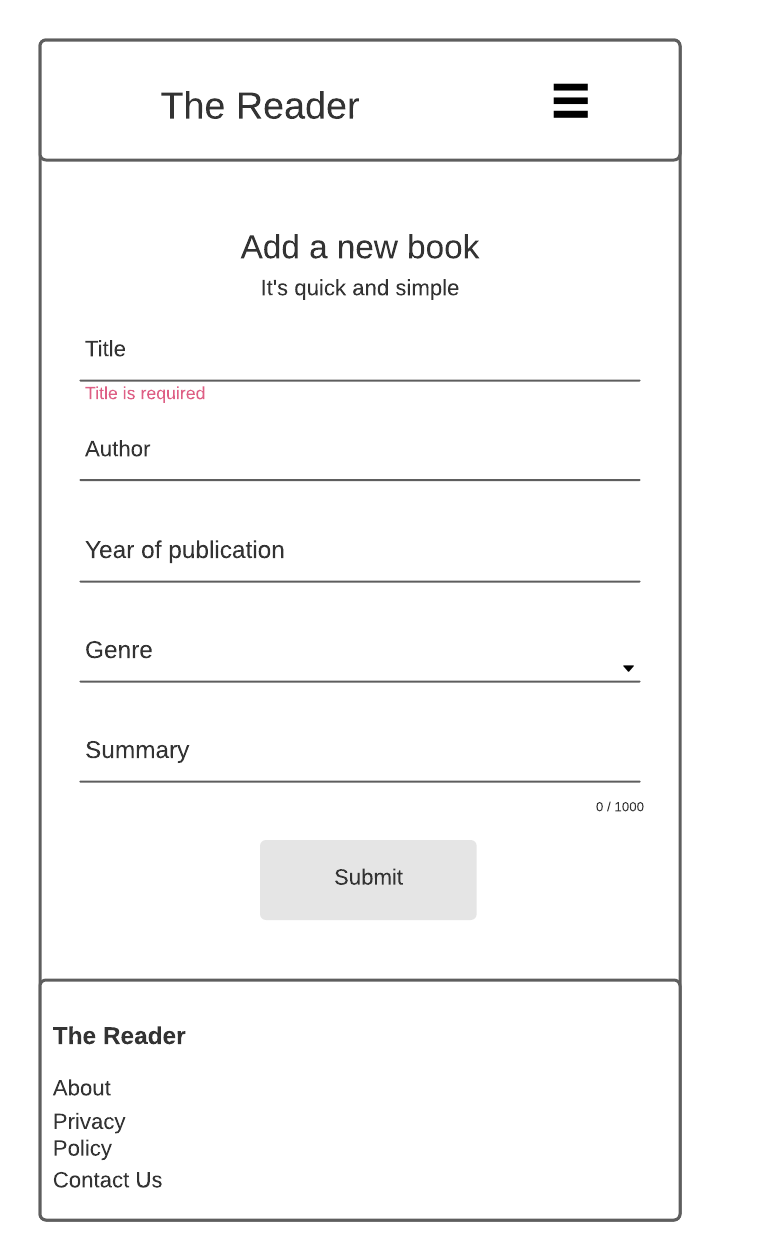 The Reader
Add a new book
It's quick and simple
Title
Title is required
Author
Year of publication
Genre
Summary
0 / 1000
Submit
The Reader
About
Privacy
Policy
Contact Us